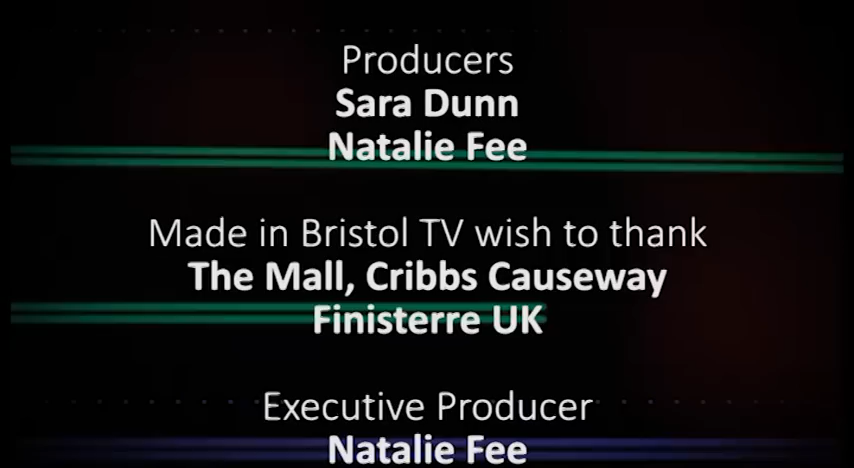 Producers
Sara Dunn
Natalie Fee
Made in Bristol TV wish to thank
The Mall, Cribbs Causeway
Finisterre UK
Executive Producer
Natalie Fee